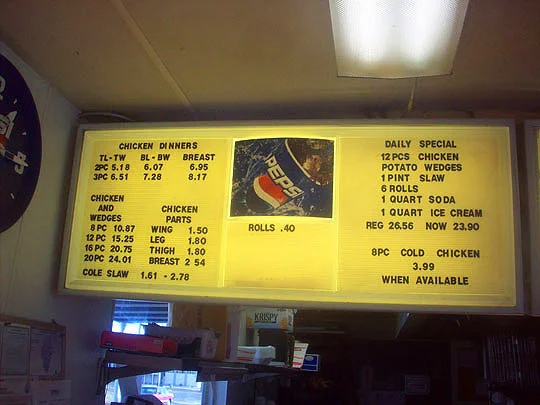 CHICKEN DINNERS
TL-TW BL-BW BREAST
2PC 5.18 6.07 6.95
3PC 6.51 7.28 8.17
CHICKEN
AND
WEDGES
8 PC 10.87
12 PC 15.25
16 PC 20.75
20PC 24.01
CHICKEN
PARTS
WING 1.50
LEG 1.80
THIGH 1.80
BREAST 2 54
COLE SLAW 1.61 - 2.78
PEPSI
ROLLS .40
DAILY SPECIAL
12 PCS CHICKEN
POTATO WEDGES
1 PINT SLAW
6 ROLLS
1 QUART SODA
1 QUART ICE CREAM
REG 26.56 NOW 23.90
8PC COLD CHICKEN
3.99
WHEN AVAILABLE
KRISPY